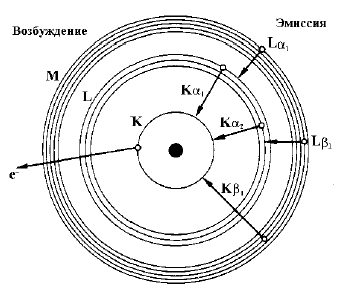 Возбуждение
Эмиссия
Lα₁
M
L
Kα₁
K
Kα₂
Lβ₁
e⁻
Kβ₁